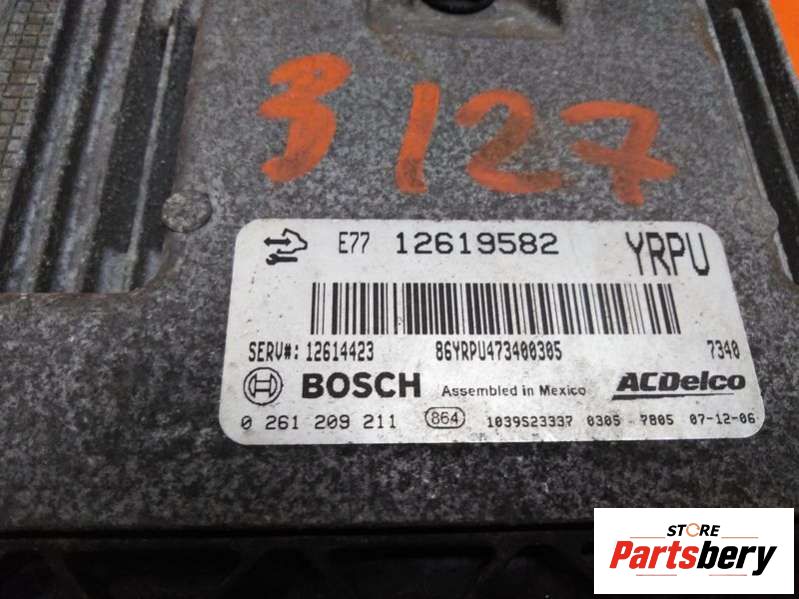 3127
E77 12619582 YRPU
SERV#: 12614423 86YRPU473400305 7340
BOSCH Assembled in Mexico ACDelco
0 261 209 211 864 1039S23337 0305 7805 07-12-06
STORE
Partsbery